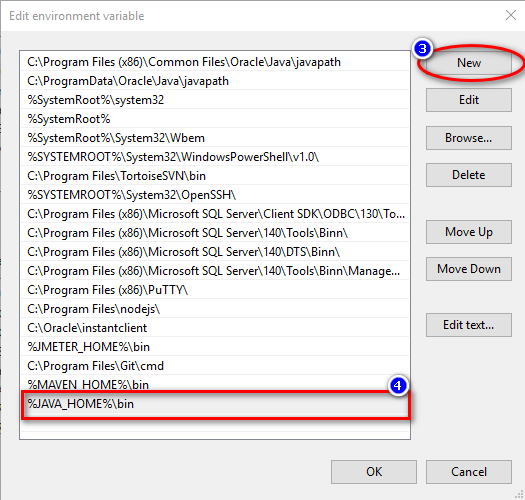 Edit environment variable
C:\Program Files (x86)\Common Files\Oracle\Java\javapath
C:\ProgramData\Oracle\Java\javapath
%SystemRoot%\system32
%SystemRoot%
%SystemRoot%\System32\Wbem
%SYSTEMROOT%\System32\WindowsPowerShell\v1.0\
C:\Program Files\TortoiseSVN\bin
%SYSTEMROOT%\System32\OpenSSH\
C:\Program Files (x86)\Microsoft SQL Server\Client SDK\ODBC\130\To...
C:\Program Files (x86)\Microsoft SQL Server\140\Tools\Binn\
C:\Program Files (x86)\Microsoft SQL Server\140\DTS\Binn\
C:\Program Files (x86)\Microsoft SQL Server\140\Tools\Binn\Manage...
C:\Program Files (x86)\PuTTY\
C:\Program Files\nodejs\
C:\Oracle\instantclient
%JMETER_HOME%\bin
C:\Program Files\Git\cmd
%MAVEN_HOME%\bin
4
%JAVA_HOME%\bin
3
New
Edit
Browse...
Delete
Move Up
Move Down
Edit text...
OK
Cancel